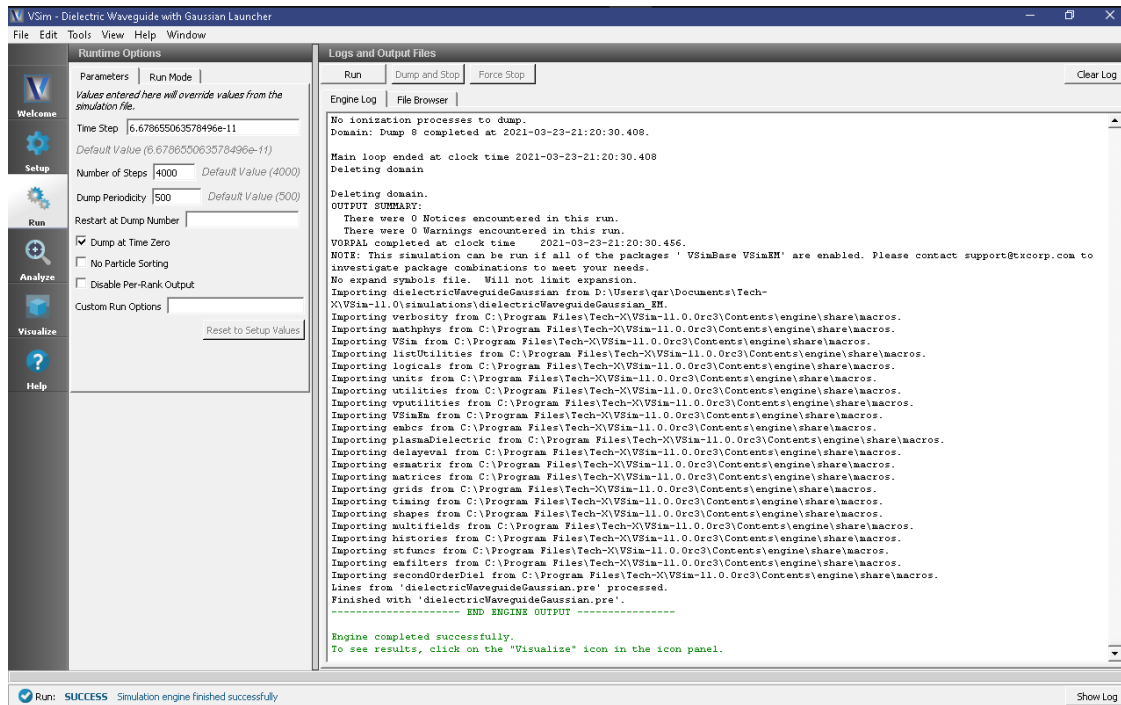 VSim - Dielectric Waveguide with Gaussian Launcher
File Edit Tools View Help Window
Welcome
Setup
Run
Analyze
Visualize
Help
Runtime Options
Parameters
Run Mode
Values entered here will override values from the
simulation file.
Time Step 6.678655063578496e-11
Default Value (6.678655063578496e-11)
Number of Steps 4000 Default Value (4000)
Dump Periodicity 500 Default Value (500)
Restart at Dump Number
Dump at Time Zero
No Particle Sorting
Disable Per-Rank Output
Custom Run Options
Reset to Setup Values
Logs and Output Files
Run Dump and Stop Force Stop Clear Log
Engine Log File Browser
No ionization processes to dump.
Domain: Dump 8 completed at 2021-03-23-21:20:30.408.
Main loop ended at clock time 2021-03-23-21:20:30.408
Deleting domain
Deleting domain.
OUTPUT SUMMARY:
There were 0 Notices encountered in this run.
There were 0 Warnings encountered in this run.
VORPAL completed at clock time 2021-03-23-21:20:30.456.
NOTE: This simulation can be run if all of the packages ' VSimBase VSimEM' are enabled. Please contact support@txcorp.com to
investigate package combinations to meet your needs.
No expand symbols file. Will not limit expansion.
Importing dielectricWaveguideGaussian from D:\Users\qar\Documents\Tech-
X\VSim-11.0\simulations\dielectricWaveguideGaussian_EM.
Importing verbosity from C:\Program Files\Tech-X\VSim-11.0.0rc3\Contents\engine\share\macros.
Importing mathphys from C:\Program Files\Tech-X\VSim-11.0.0rc3\Contents\engine\share\macros.
Importing VSim from C:\Program Files\Tech-X\VSim-11.0.0rc3\Contents\engine\share\macros.
Importing listUtilities from C:\Program Files\Tech-X\VSim-11.0.0rc3\Contents\engine\share\macros.
Importing logicals from C:\Program Files\Tech-X\VSim-11.0.0rc3\Contents\engine\share\macros.
Importing units from C:\Program Files\Tech-X\VSim-11.0.0rc3\Contents\engine\share\macros.
Importing utilities from C:\Program Files\Tech-X\VSim-11.0.0rc3\Contents\engine\share\macros.
Importing vputilities from C:\Program Files\Tech-X\VSim-11.0.0rc3\Contents\engine\share\macros.
Importing VSimEm from C:\Program Files\Tech-X\VSim-11.0.0rc3\Contents\engine\share\macros.
Importing embcs from C:\Program Files\Tech-X\VSim-11.0.0rc3\Contents\engine\share\macros.
Importing plasmaDielectric from C:\Program Files\Tech-X\VSim-11.0.0rc3\Contents\engine\share\macros.
Importing delayeval from C:\Program Files\Tech-X\VSim-11.0.0rc3\Contents\engine\share\macros.
Importing esmatrix from C:\Program Files\Tech-X\VSim-11.0.0rc3\Contents\engine\share\macros.
Importing matrices from C:\Program Files\Tech-X\VSim-11.0.0rc3\Contents\engine\share\macros.
Importing grids from C:\Program Files\Tech-X\VSim-11.0.0rc3\Contents\engine\share\macros.
Importing timing from C:\Program Files\Tech-X\VSim-11.0.0rc3\Contents\engine\share\macros.
Importing shapes from C:\Program Files\Tech-X\VSim-11.0.0rc3\Contents\engine\share\macros.
Importing multifields from C:\Program Files\Tech-X\VSim-11.0.0rc3\Contents\engine\share\macros.
Importing histories from C:\Program Files\Tech-X\VSim-11.0.0rc3\Contents\engine\share\macros.
Importing stfuncs from C:\Program Files\Tech-X\VSim-11.0.0rc3\Contents\engine\share\macros.
Importing emfilters from C:\Program Files\Tech-X\VSim-11.0.0rc3\Contents\engine\share\macros.
Importing secondOrderDiel from C:\Program Files\Tech-X\VSim-11.0.0rc3\Contents\engine\share\macros.
Lines from 'dielectricWaveguideGaussian.pre' processed.
Finished with 'dielectricWaveguideGaussian.pre'.
--------------------- END ENGINE OUTPUT ----------------
Engine completed successfully.
To see results, click on the "Visualize" icon in the icon panel.
Run: SUCCESS Simulation engine finished successfully
Show Log